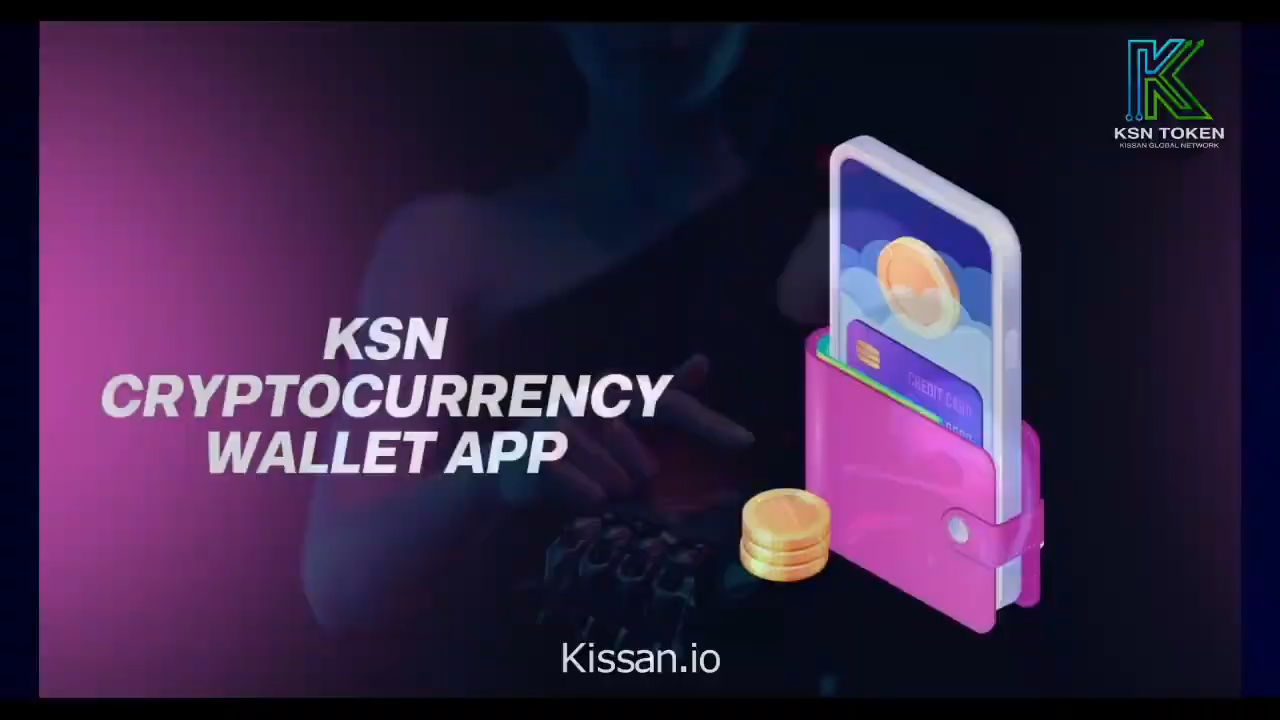 KSN TOKEN
KISSAN GLOBAL NETWORK
KSN
CRYPTOCURRENCY
WALLET APP
CREDIT CARD
Kissan.io